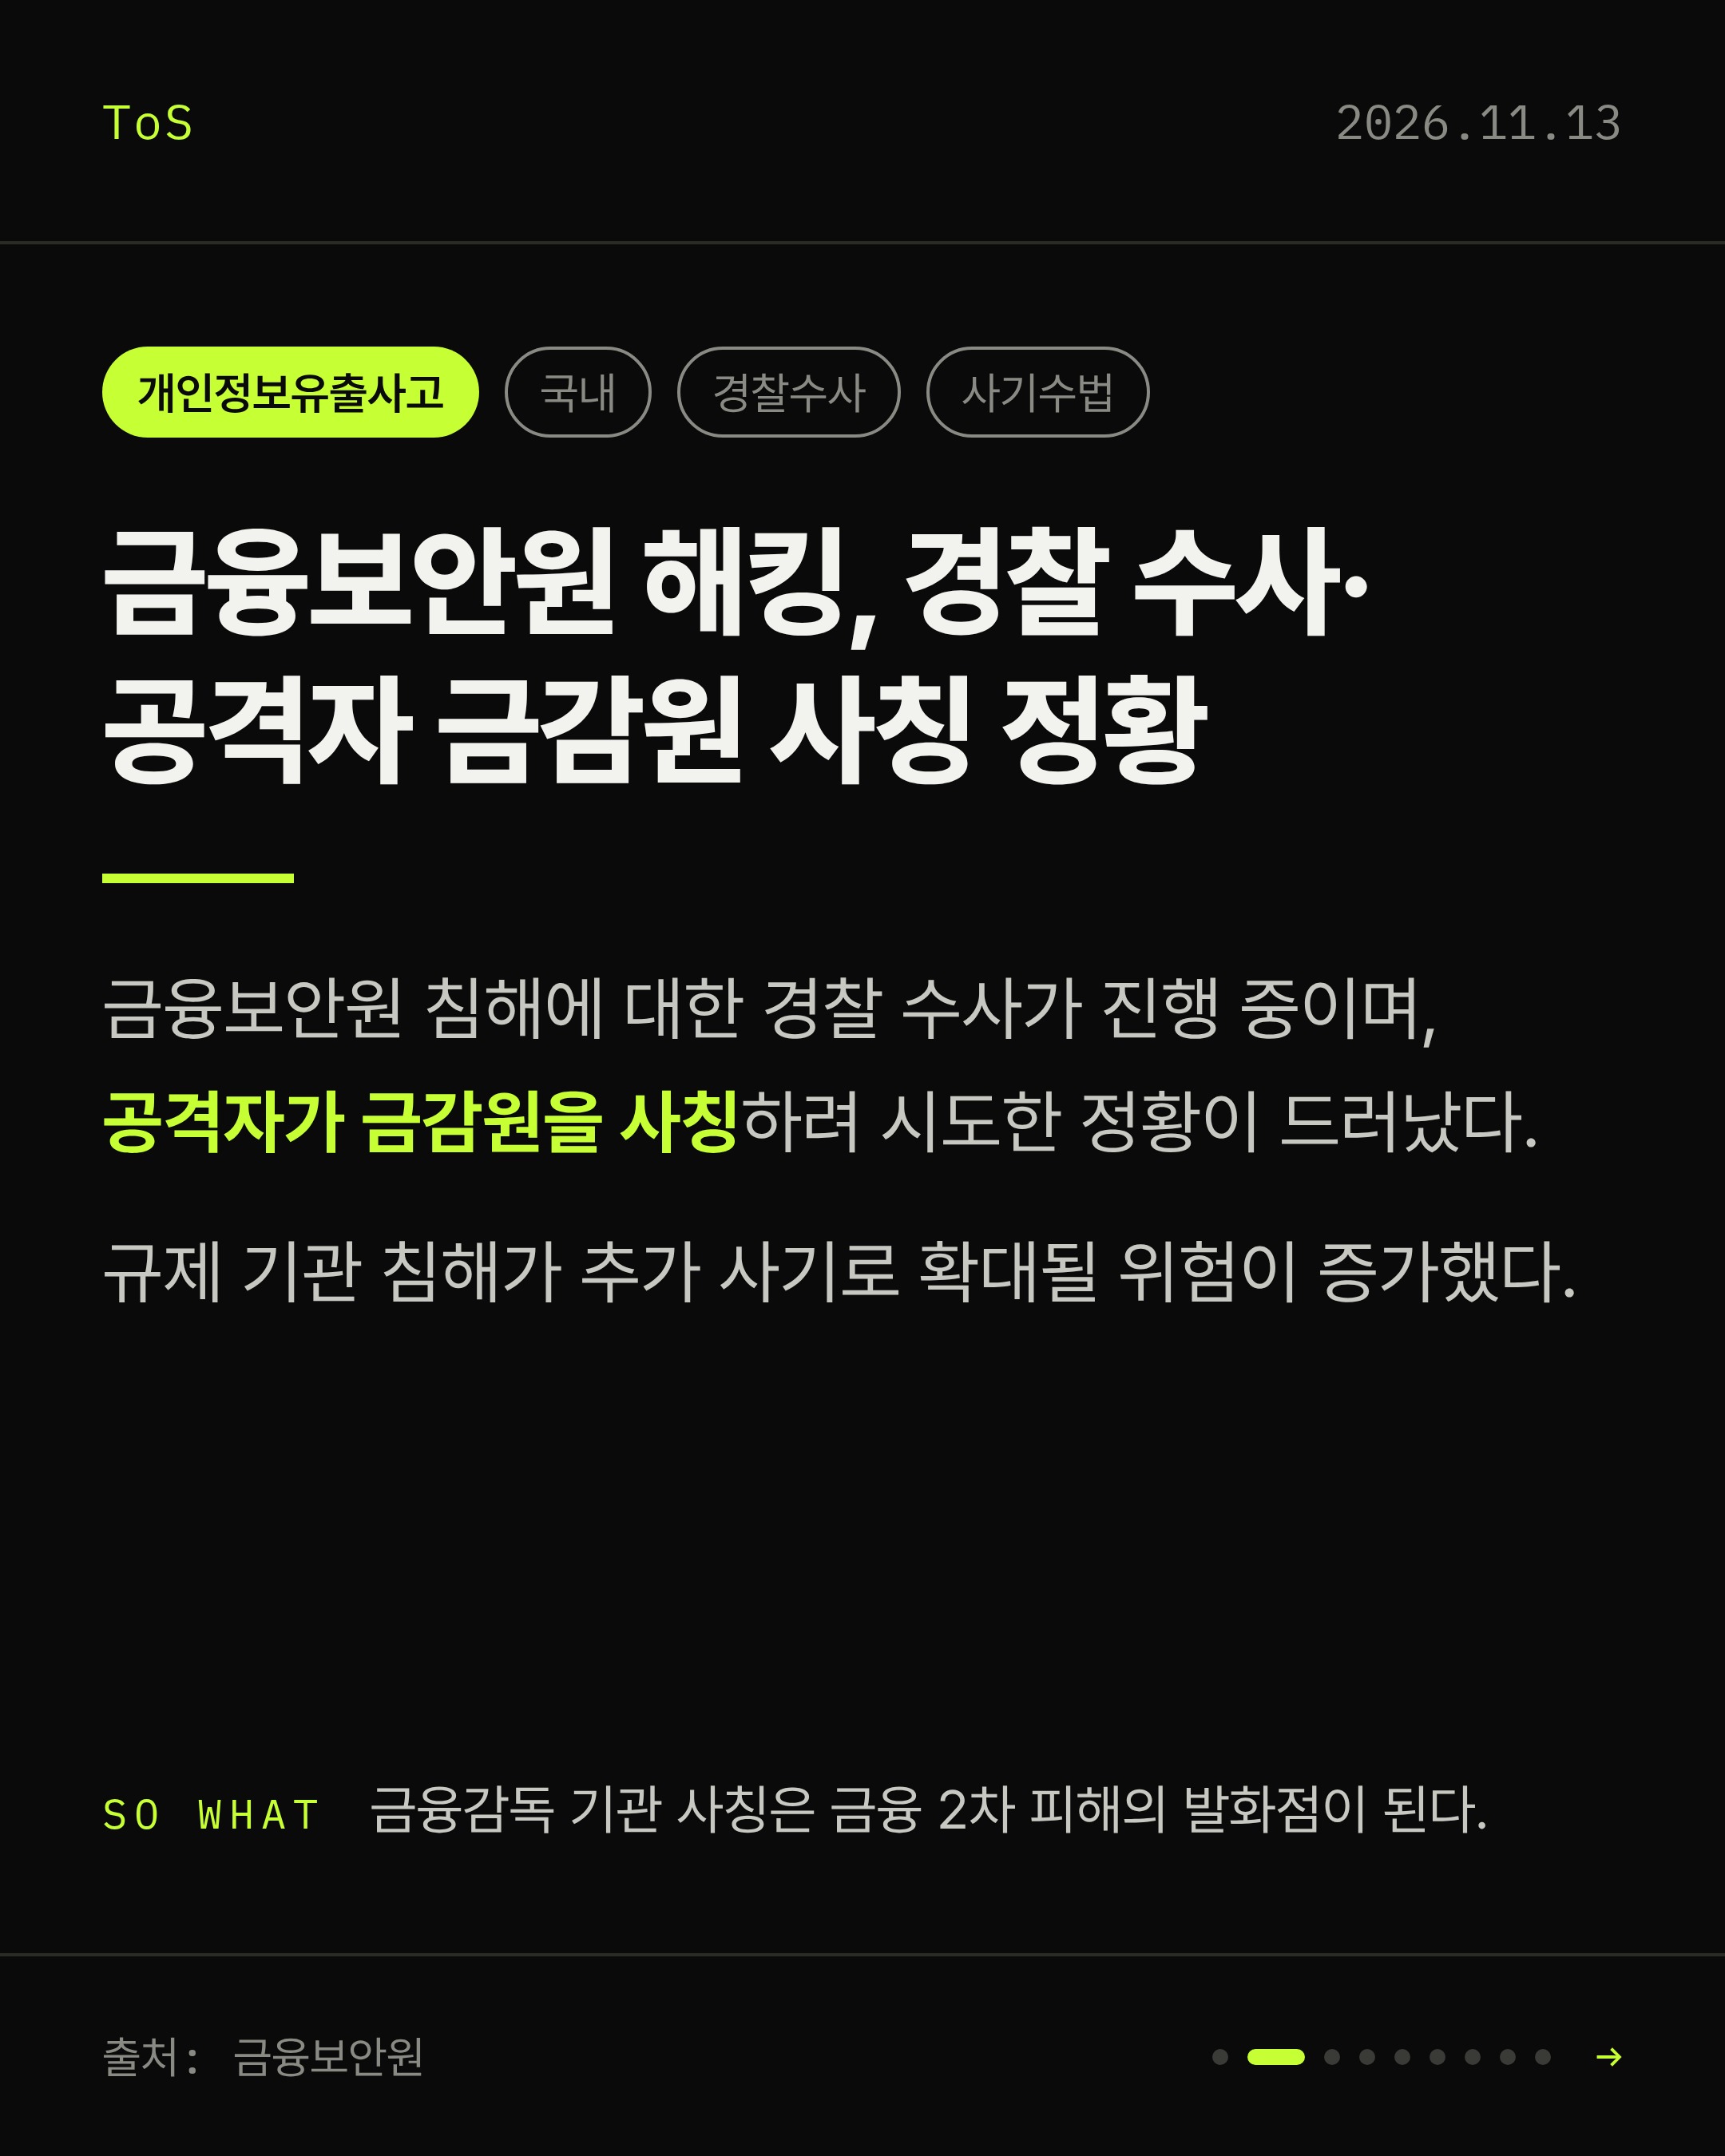 ToS
2026.11.13
개인정보유출사고 국내 경찰수사 사기수법
금융보안원 해킹, 경찰 수사·
공격자 금감원 사칭 정황
금융보안원 침해에 대한 경찰 수사가 진행 중이며,
공격자가 금감원을 사칭하려 시도한 정황이 드러났다.
규제 기관 침해가 추가 사기로 확대될 위험이 증가했다.
SO WHAT 금융감독 기관 사칭은 금융 2차 피해의 발화점이 된다.
출처: 금융보안원
→